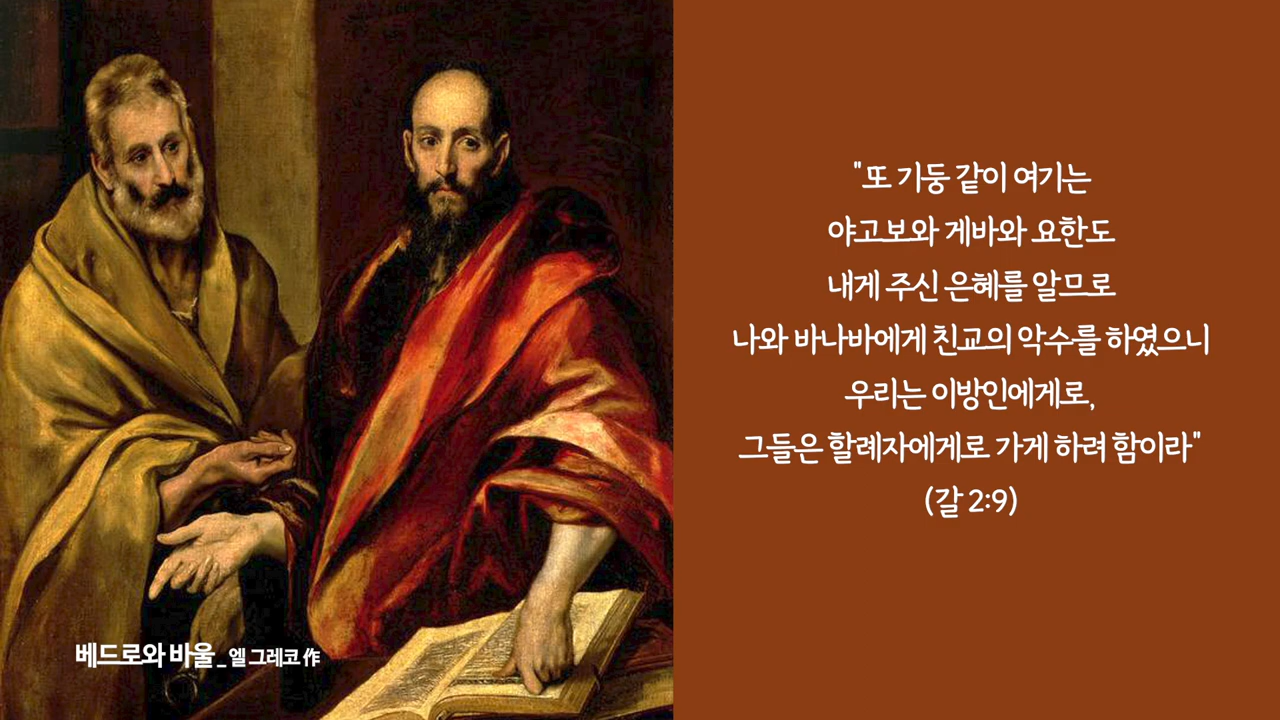 "또 기둥 같이 여기는
야고보와 게바와 요한도
내게 주신 은혜를 알므로
나와 바나바에게 친교의 악수를 하였으니
우리는 이방인에게로,
그들은 할례자에게로 가게 하려 함이라"
(갈 2:9)
베드로와 바울_엘 그레코 作